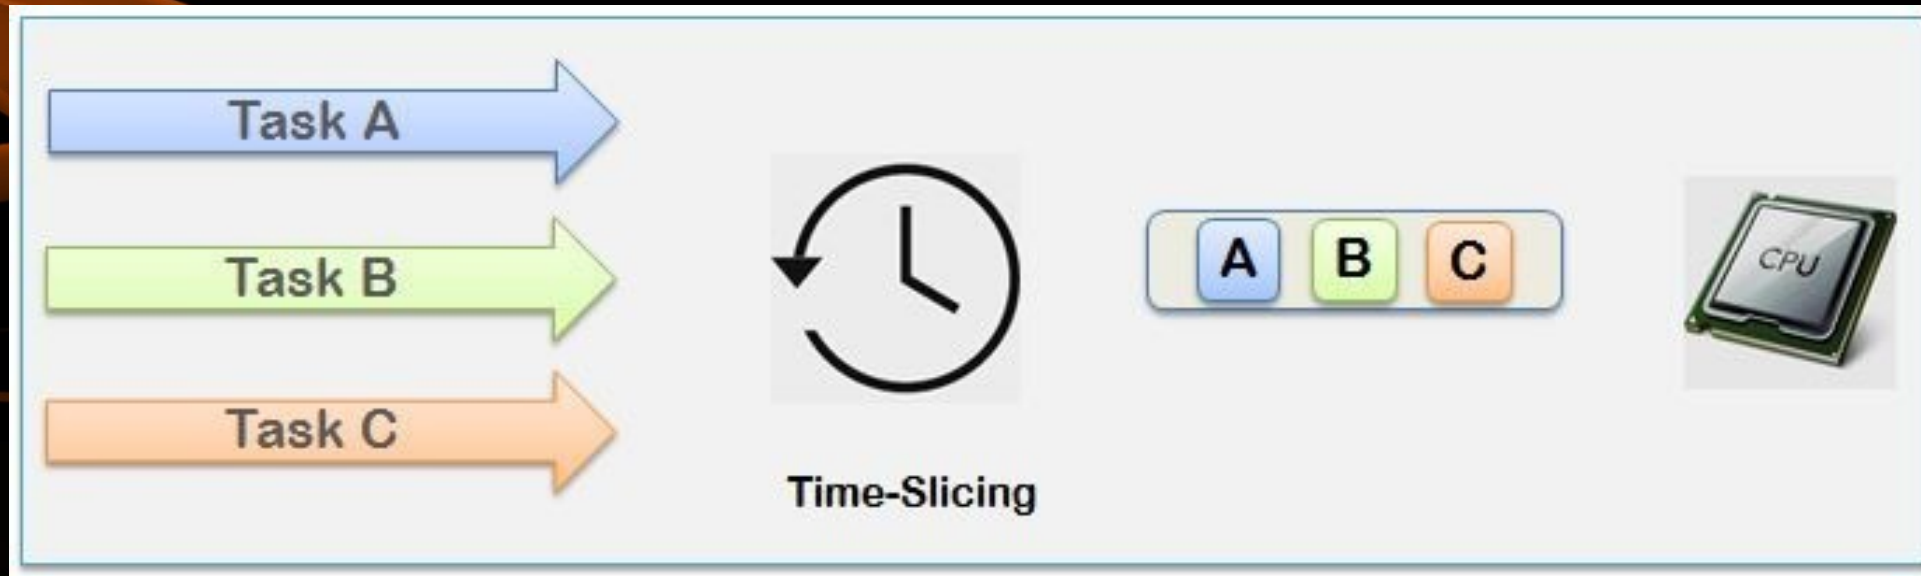 Task A
Task B
Task C
Time-Slicing
A B C
CPU